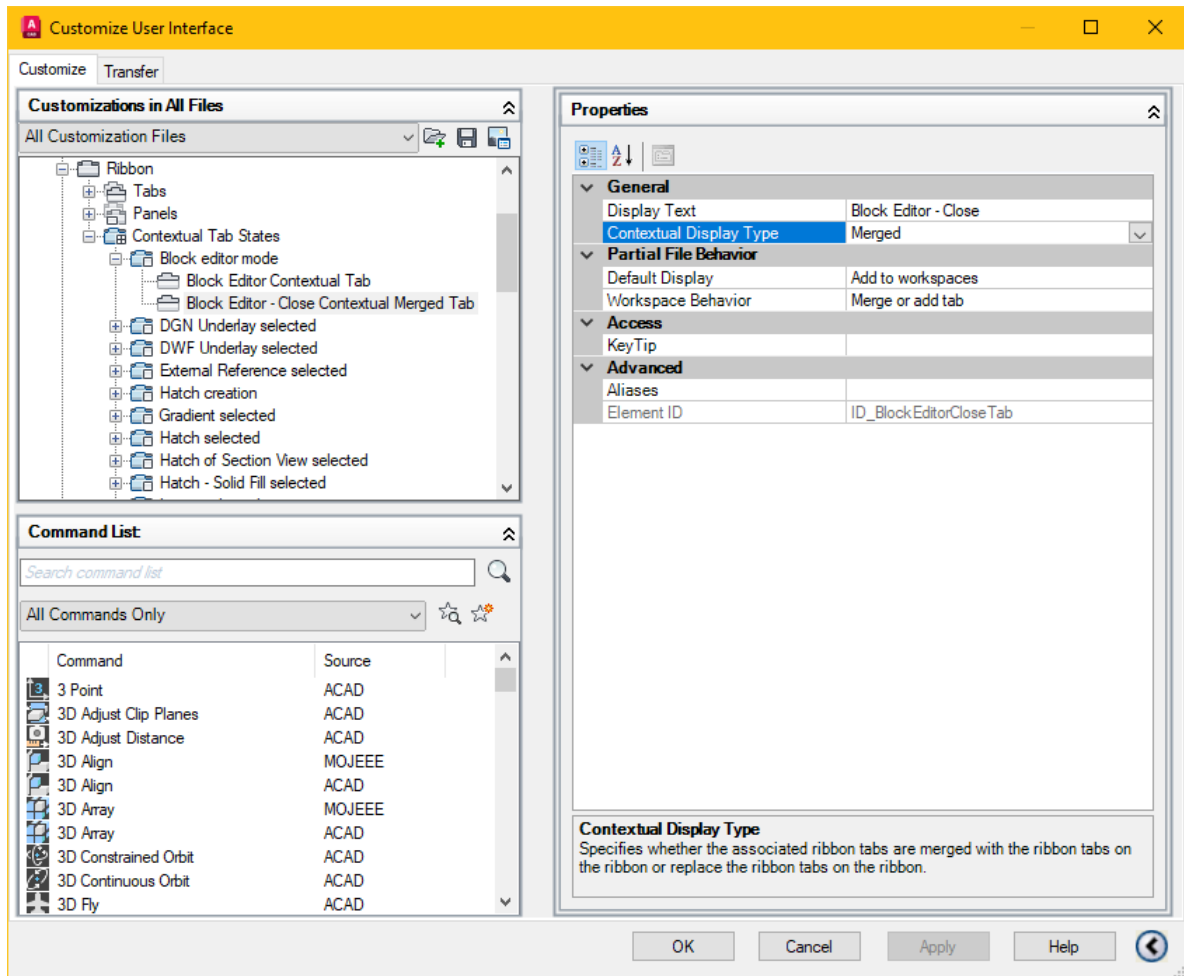 Customize User Interface
Customize Transfer
Customizations in All Files
All Customization Files
Ribbon
Tabs
Panels
Contextual Tab States
Block editor mode
Block Editor Contextual Tab
Block Editor - Close Contextual Merged Tab
DGN Underlay selected
DWF Underlay selected
External Reference selected
Hatch creation
Gradient selected
Hatch selected
Hatch of Section View selected
Hatch - Solid Fill selected
Command List:
Search command list
All Commands Only
Command Source
3 Point ACAD
3D Adjust Clip Planes ACAD
3D Adjust Distance ACAD
3D Align MOJEEE
3D Align ACAD
3D Array MOJEEE
3D Array ACAD
3D Constrained Orbit ACAD
3D Continuous Orbit ACAD
3D Fly ACAD
Properties
General
Display Text Block Editor - Close
Contextual Display Type Merged
Partial File Behavior
Default Display Add to workspaces
Workspace Behavior Merge or add tab
Access
KeyTip
Advanced
Aliases
Element ID ID_BlockEditorCloseTab
Contextual Display Type
Specifies whether the associated ribbon tabs are merged with the ribbon tabs on
the ribbon or replace the ribbon tabs on the ribbon.
OK Cancel Apply Help